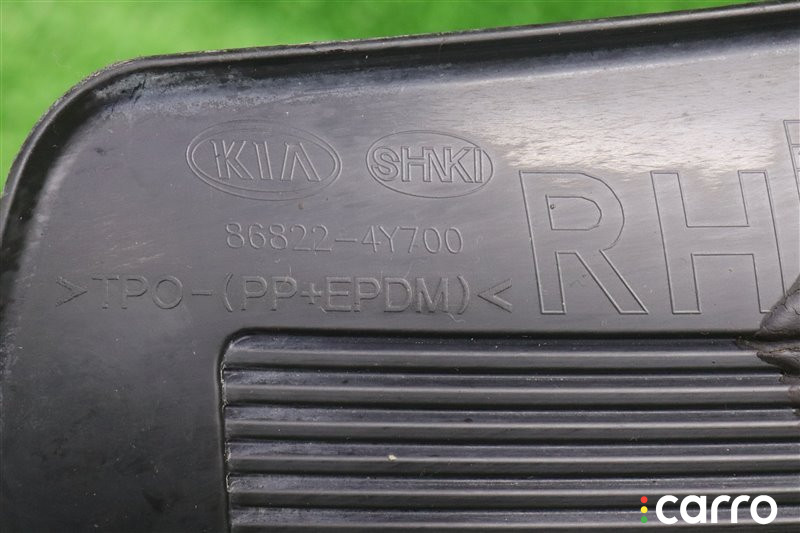 KIA SHNKI
86822-4Y700
>TPO-(PP+EPDM)<
RH
carro